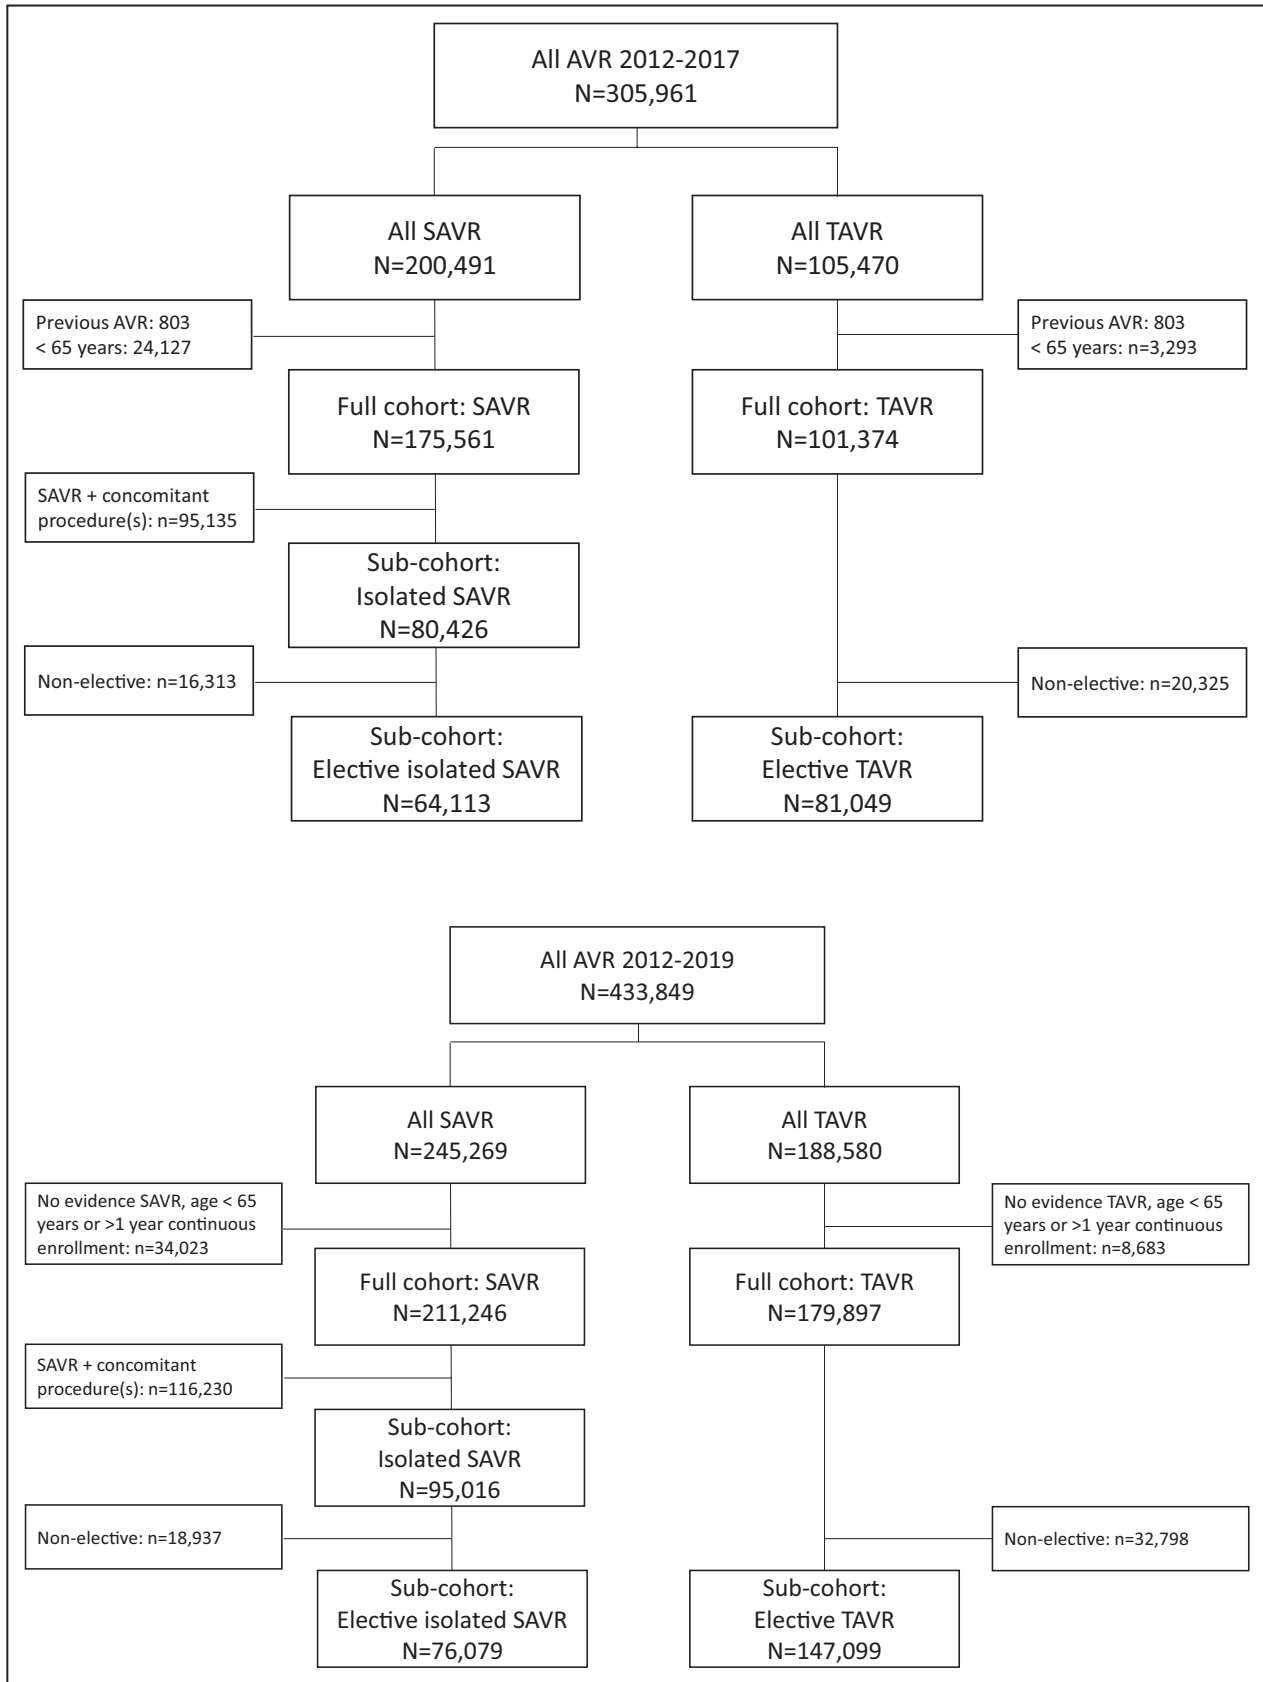 All AVR 2012-2017
N=305,961
All SAVR
N=200,491
All TAVR
N=105,470
Previous AVR: 803
< 65 years: 24,127
Previous AVR: 803
< 65 years: n=3,293
Full cohort: SAVR
N=175,561
Full cohort: TAVR
N=101,374
SAVR + concomitant
procedure(s): n=95,135
Sub-cohort:
Isolated SAVR
N=80,426
Non-elective: n=16,313
Non-elective: n=20,325
Sub-cohort:
Elective isolated SAVR
N=64,113
Sub-cohort:
Elective TAVR
N=81,049
All AVR 2012-2019
N=433,849
All SAVR
N=245,269
All TAVR
N=188,580
No evidence SAVR, age < 65
years or >1 year continuous
enrollment: n=34,023
No evidence TAVR, age < 65
years or >1 year continuous
enrollment: n=8,683
Full cohort: SAVR
N=211,246
Full cohort: TAVR
N=179,897
SAVR + concomitant
procedure(s): n=116,230
Sub-cohort:
Isolated SAVR
N=95,016
Non-elective: n=18,937
Non-elective: n=32,798
Sub-cohort:
Elective isolated SAVR
N=76,079
Sub-cohort:
Elective TAVR
N=147,099